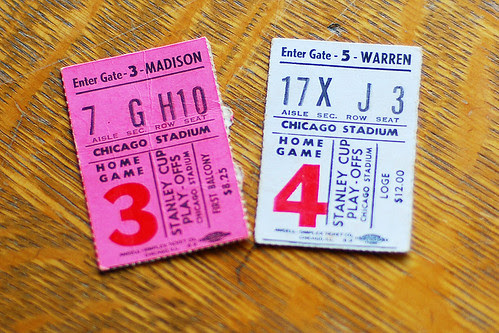 Enter Gate-3-MADISON
7 G H10
AISLE SEC. ROW SEAT
CHICAGO STADIUM
HOME
GAME
3
STANLEY CUP
PLAY-OFFS
CHICAGO STADIUM
FIRST BALCONY
$8.25
Enter Gate - 5 - WARREN
17 X J 3
AISLE SEC. ROW SEAT
CHICAGO STADIUM
HOME
GAME
4
STANLEY CUP
PLAY-OFFS
CHICAGO STADIUM
LOGE
$12.00